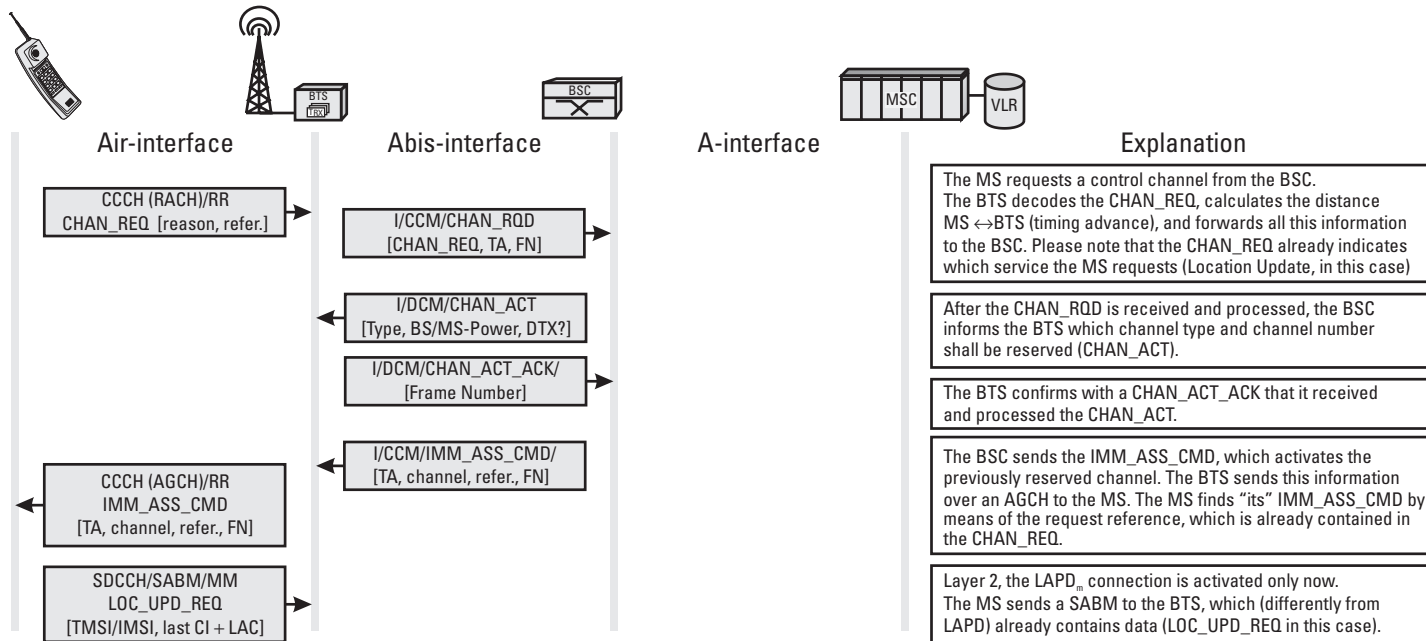 BTS
TRX
BSC
MSC
VLR
Air-interface
Abis-interface
A-interface
Explanation
CCCH (RACH)/RR
CHAN_REQ [reason, refer.]
I/CCM/CHAN_RQD
[CHAN_REQ, TA, FN]
The MS requests a control channel from the BSC.
The BTS decodes the CHAN_REQ, calculates the distance
MS ↔BTS (timing advance), and forwards all this information
to the BSC. Please note that the CHAN_REQ already indicates
which service the MS requests (Location Update, in this case)
I/DCM/CHAN_ACT
[Type, BS/MS-Power, DTX?]
After the CHAN_RQD is received and processed, the BSC
informs the BTS which channel type and channel number
shall be reserved (CHAN_ACT).
I/DCM/CHAN_ACT_ACK/
[Frame Number]
The BTS confirms with a CHAN_ACT_ACK that it received
and processed the CHAN_ACT.
I/CCM/IMM_ASS_CMD/
[TA, channel, refer., FN]
CCCH (AGCH)/RR
IMM_ASS_CMD
[TA, channel, refer., FN]
The BSC sends the IMM_ASS_CMD, which activates the
previously reserved channel. The BTS sends this information
over an AGCH to the MS. The MS finds “its” IMM_ASS_CMD by
means of the request reference, which is already contained in
the CHAN_REQ.
SDCCH/SABM/MM
LOC_UPD_REQ
[TMSI/IMSI, last CI + LAC]
Layer 2, the LAPDm connection is activated only now.
The MS sends a SABM to the BTS, which (differently from
LAPD) already contains data (LOC_UPD_REQ in this case).